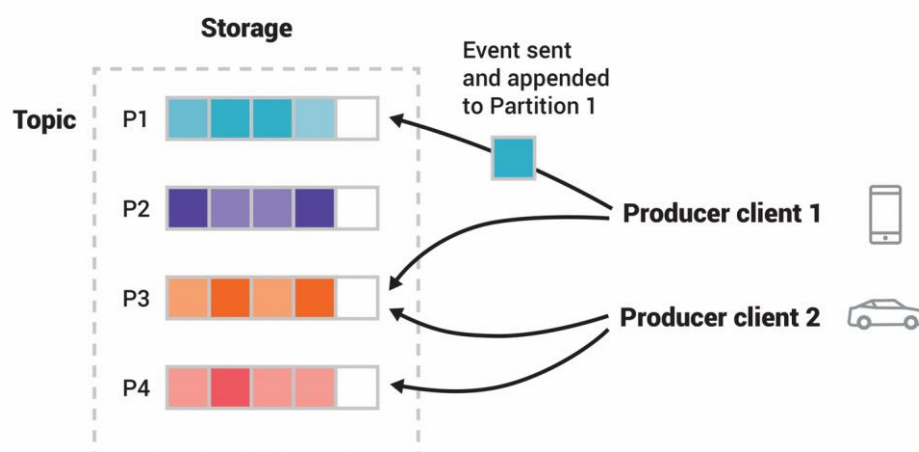 Storage
Event sent
and appended
to Partition 1
Topic
P1
P2
Producer client 1
P3
Producer client 2
P4